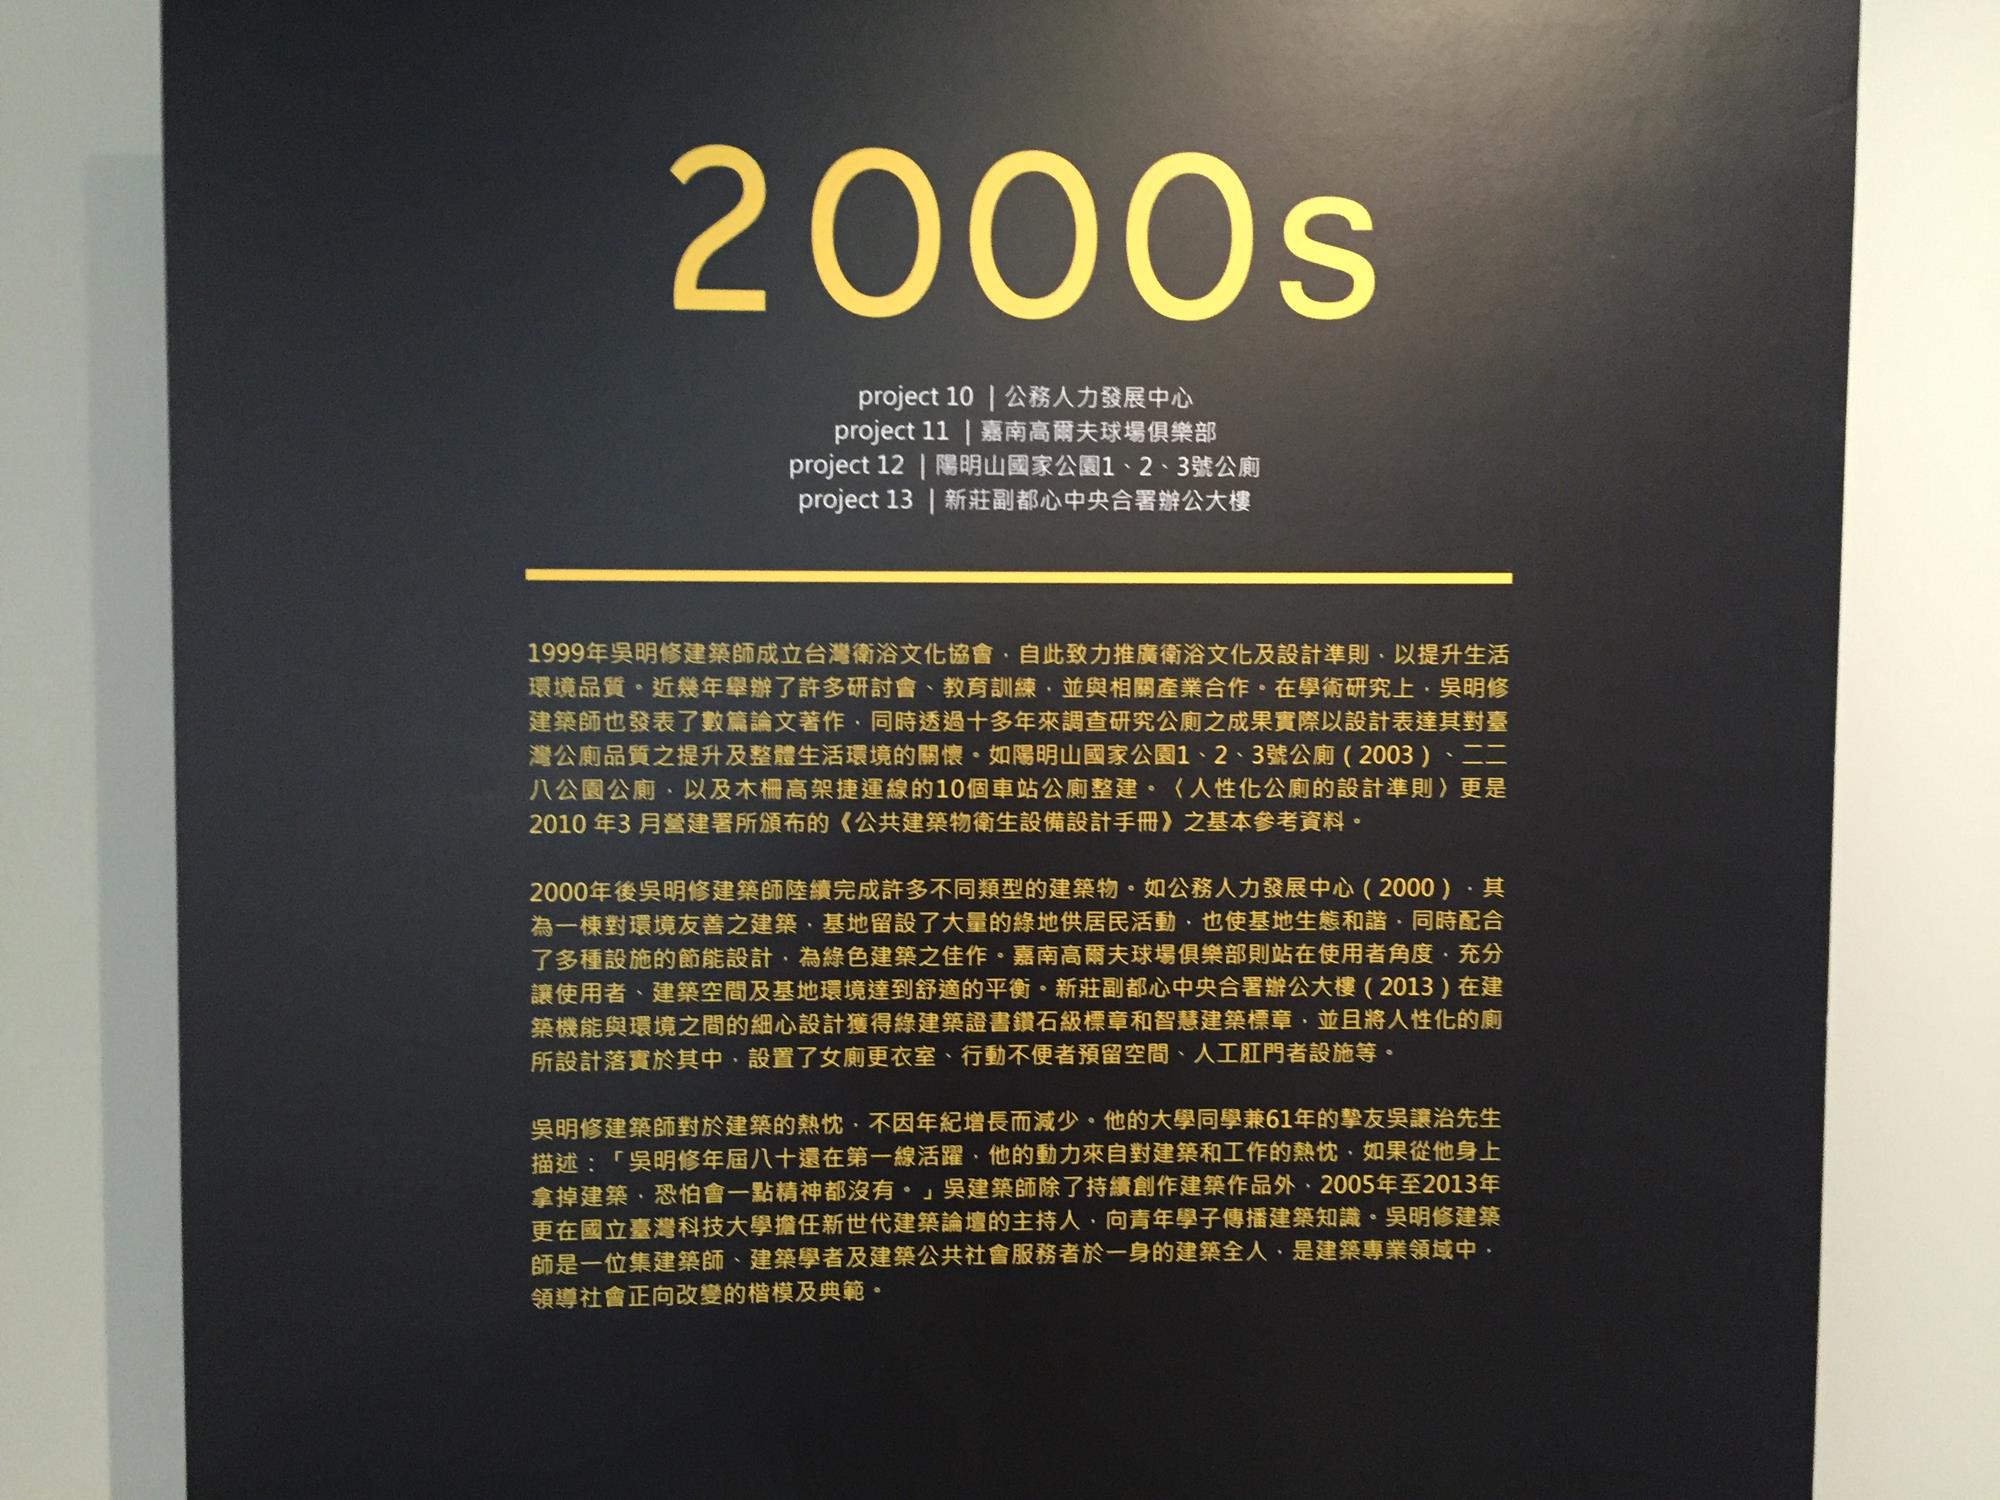 2000s
project 10 ｜公務人力發展中心
project 11 ｜嘉南高爾夫球場俱樂部
project 12 ｜陽明山國家公園1、2、3號公廁
project 13 ｜新莊副都心中央合署辦公大樓
1999年吳明修建築師成立台灣衛浴文化協會，自此致力推廣衛浴文化及設計準則，以提升生活
環境品質。近幾年舉辦了許多研討會、教育訓練，並與相關產業合作。在學術研究上，吳明修
建築師也發表了數篇論文著作，同時透過十多年來調查研究公廁之成果實際以設計表達其對臺
灣公廁品質之提升及整體生活環境的關懷。如陽明山國家公園1、2、3號公廁（2003）、二二
八公園公廁，以及木柵高架捷運線的10個車站公廁整建。〈人性化公廁的設計準則〉更是
2010 年3 月營建署所頒布的《公共建築物衛生設備設計手冊》之基本參考資料。
2000年後吳明修建築師陸續完成許多不同類型的建築物。如公務人力發展中心（2000），其
為一棟對環境友善之建築，基地留設了大量的綠地供居民活動，也使基地生態和諧，同時配合
了多種設施的節能設計，為綠色建築之佳作。嘉南高爾夫球場俱樂部則站在使用者角度，充分
讓使用者、建築空間及基地環境達到舒適的平衡。新莊副都心中央合署辦公大樓（2013）在建
築機能與環境之間的細心設計獲得綠建築證書鑽石級標章和智慧建築標章，並且將人性化的廁
所設計落實於其中，設置了女廁更衣室、行動不便者預留空間、人工肛門者設施等。
吳明修建築師對於建築的熱忱，不因年紀增長而減少。他的大學同學兼61年的摯友吳讓治先生
描述：「吳明修年屆八十還在第一線活躍，他的動力來自對建築和工作的熱忱，如果從他身上
拿掉建築，恐怕會一點精神都沒有。」吳建築師除了持續創作建築作品外，2005年至2013年
更在國立臺灣科技大學擔任新世代建築論壇的主持人，向青年學子傳播建築知識。吳明修建築
師是一位集建築師、建築學者及建築公共社會服務者於一身的建築全人，是建築專業領域中，
領導社會正向改變的楷模及典範。